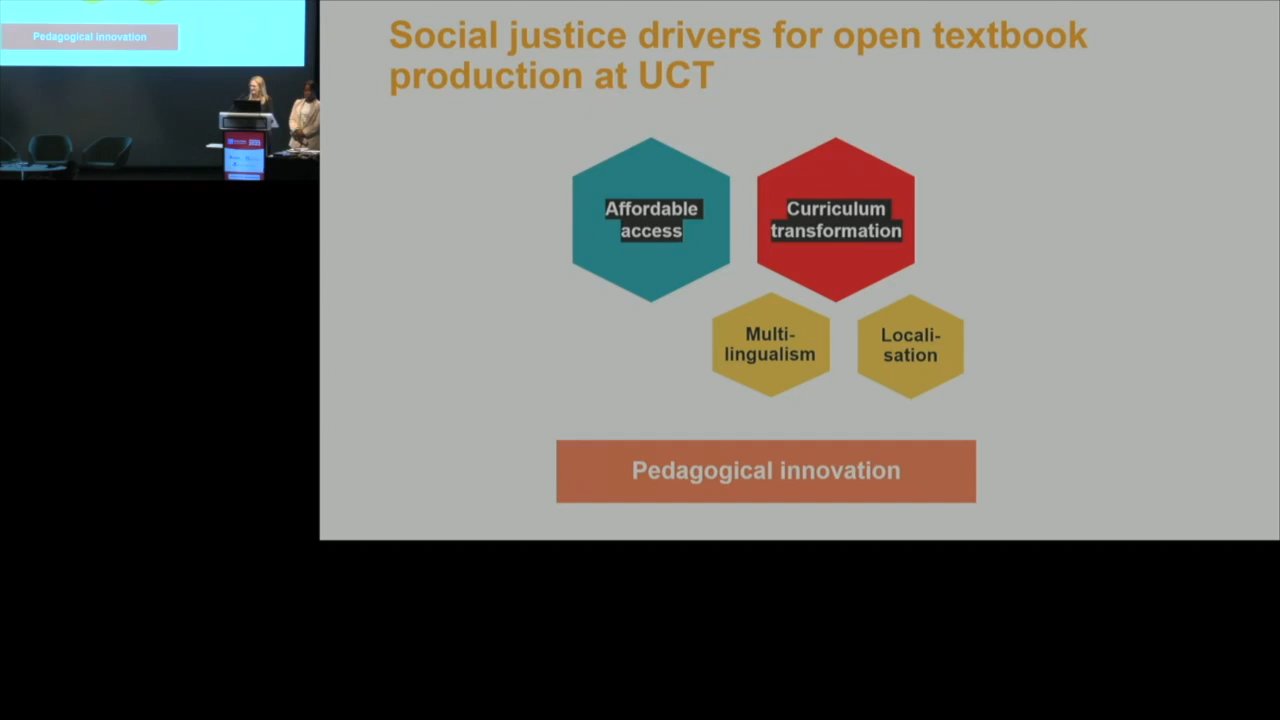 Pedagogical innovation
2025
Social justice drivers for open textbook
production at UCT
Affordable
access
Curriculum
transformation
Multi-
lingualism
Locali-
sation
Pedagogical innovation